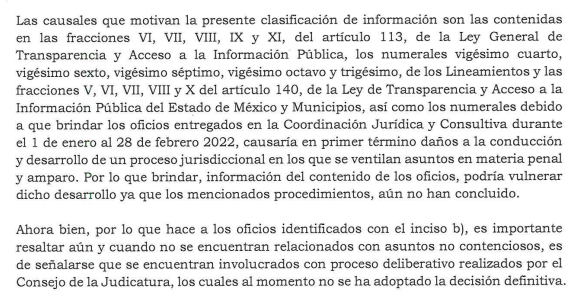 Las causales que motivan la presente clasificación de información son las contenidas
en las fracciones VI, VII, VIII, IX y XI, del artículo 113, de la Ley General de
Transparencia y Acceso a la Información Pública, los numerales vigésimo cuarto,
vigésimo sexto, vigésimo séptimo, vigésimo octavo y trigésimo, de los Lineamientos y las
fracciones V, VI, VII, VIII y X del artículo 140, de la Ley de Transparencia y Acceso a la
Información Pública del Estado de México y Municipios, así como los numerales debido
a que brindar los oficios entregados en la Coordinación Jurídica y Consultiva durante
el 1 de enero al 28 de febrero 2022, causaría en primer término daños a la conducción
y desarrollo de un proceso jurisdiccional en los que se ventilan asuntos en materia penal
y amparo. Por lo que brindar, información del contenido de los oficios, podría vulnerar
dicho desarrollo ya que los mencionados procedimientos, aún no han concluido.
Ahora bien, por lo que hace a los oficios identificados con el inciso b), es importante
resaltar aún y cuando no se encuentran relacionados con asuntos no contenciosos, es
de señalarse que se encuentran involucrados con proceso deliberativo realizados por el
Consejo de la Judicatura, los cuales al momento no se ha adoptado la decisión definitiva.